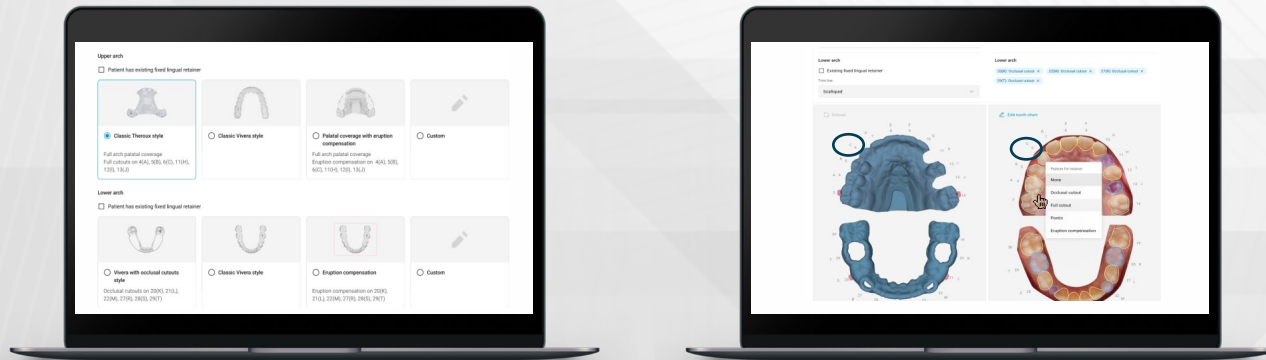 Upper arch
Patient has existing fixed lingual retainer
Classic Theroux style
Full arch palatal coverage
Full cutouts on 4(A), 5(B), 6(C), 11(H),
12(I), 13(J)
Classic Vivera style
Palatal coverage with eruption
compensation
Full arch palatal coverage
Eruption compensation on 4(A), 5(B),
6(C), 11(H), 12(I), 13(J)
Custom
Lower arch
Patient has existing fixed lingual retainer
Vivera with occlusal cutouts
style
Occlusal cutouts on 20(K), 21(L),
22(M), 27(R), 28(S), 29(T)
Classic Vivera style
Eruption compensation
Eruption compensation on 20(K),
21(L), 22(M), 27(R), 28(S), 29(T)
Custom
Lower arch
Existing fixed lingual retainer
Trim line
Scalloped
Lower arch
Edit tooth chart
None
Occlusal cutout
Full cutout
Pontic
Eruption compensation